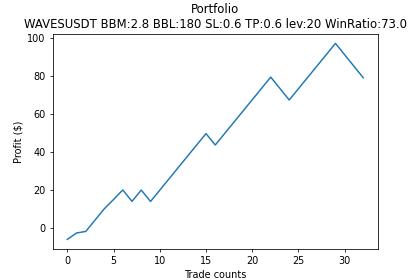 Portfolio
WAVESUSDT BBM:2.8 BBL:180 SL:0.6 TP:0.6 lev:20 WinRatio:73.0
100
80
60
40
20
0
Profit ($)
0 5 10 15 20 25 30
Trade counts